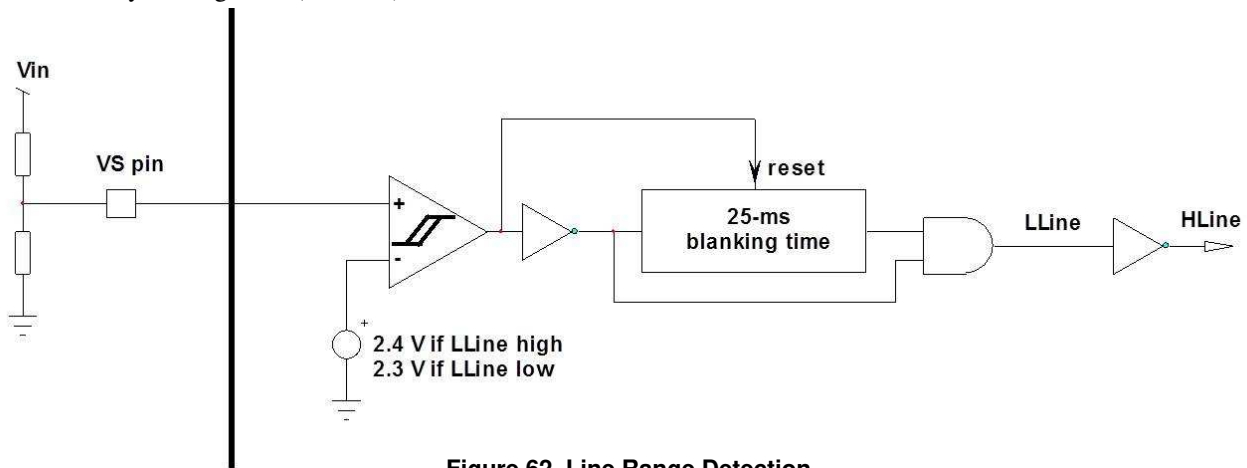 Vin
VS pin
+
-
+
2.4 V if LLine high
2.3 V if LLine low
reset
25-ms
blanking time
LLine
HLine
Figure 62. Line Range Detection